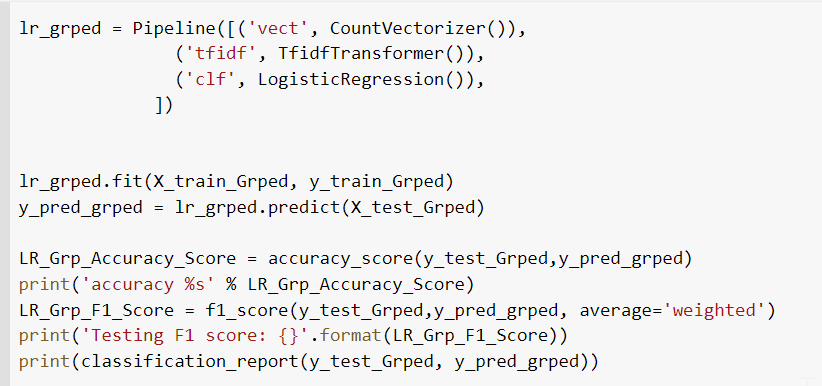 lr_grped = Pipeline([('vect', CountVectorizer()),
('tfidf', TfidfTransformer()),
('clf', LogisticRegression()),
])
lr_grped.fit(X_train_Grped, y_train_Grped)
y_pred_grped = lr_grped.predict(X_test_Grped)
LR_Grp_Accuracy_Score = accuracy_score(y_test_Grped,y_pred_grped)
print('accuracy %s' % LR_Grp_Accuracy_Score)
LR_Grp_F1_Score = f1_score(y_test_Grped,y_pred_grped, average='weighted')
print('Testing F1 score: {}'.format(LR_Grp_F1_Score))
print(classification_report(y_test_Grped, y_pred_grped))